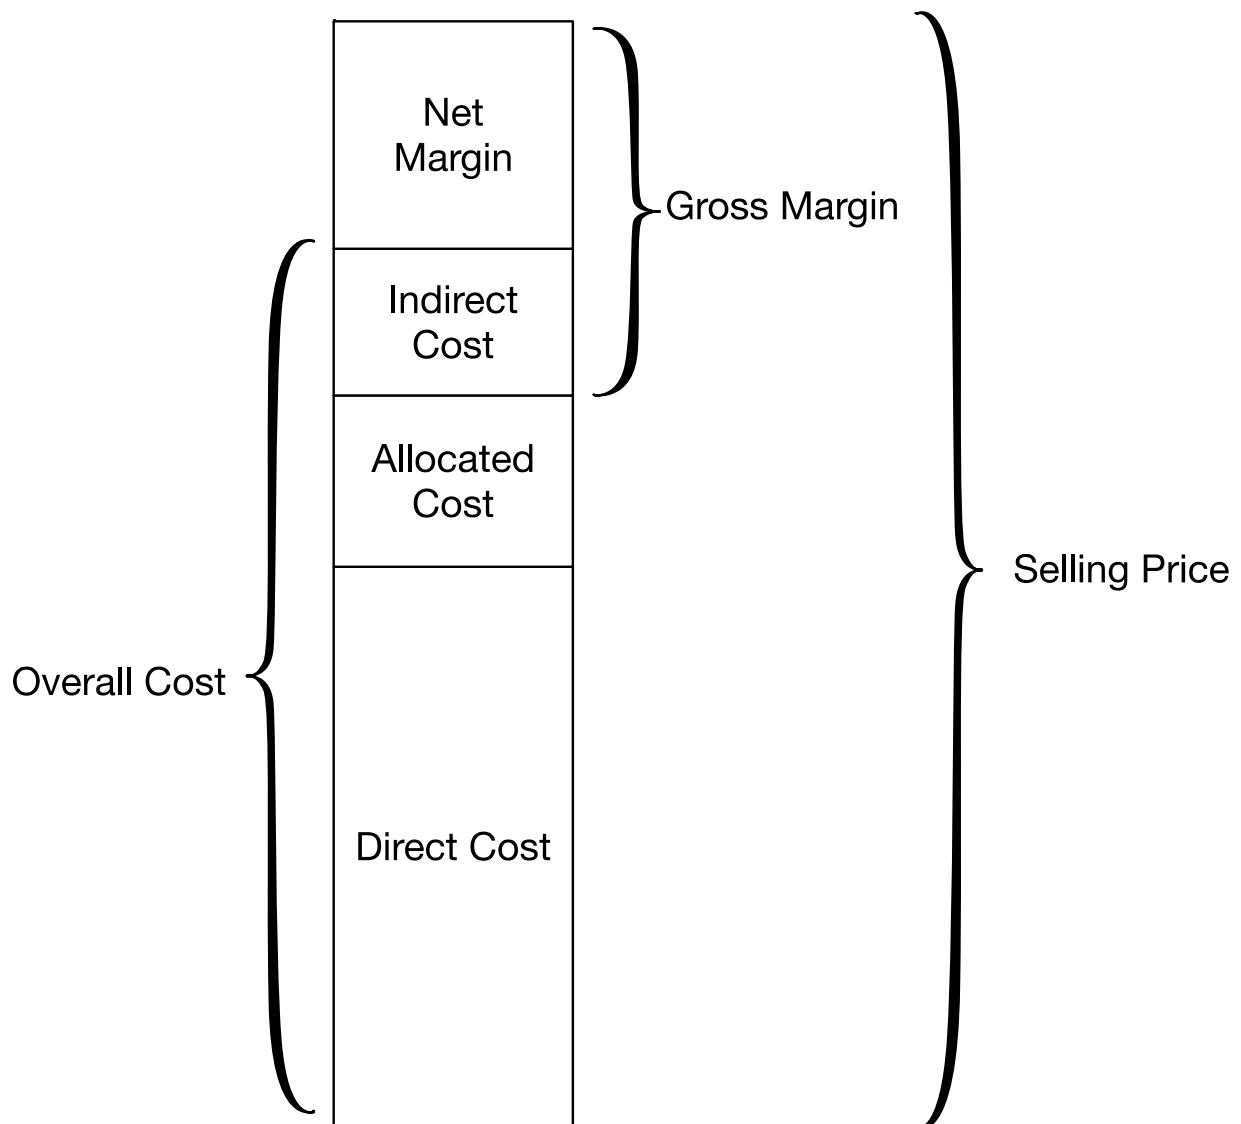 Net
Margin
Gross Margin
Indirect
Cost
Allocated
Cost
Selling Price
Overall Cost
Direct Cost